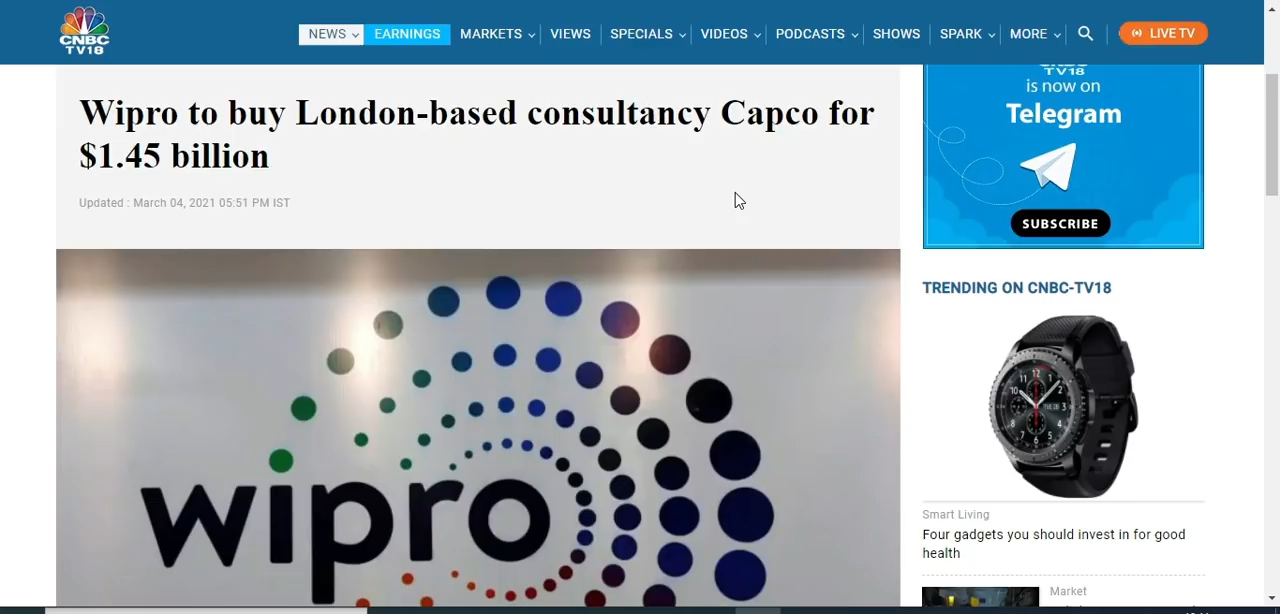 CNBC
TV18
NEWS
EARNINGS
MARKETS
VIEWS
SPECIALS
VIDEOS
PODCASTS
SHOWS
SPARK
MORE
LIVE TV
Wipro to buy London-based consultancy Capco for
$1.45 billion
Updated : March 04, 2021 05:51 PM IST
wipro
TV18
is now on
Telegram
SUBSCRIBE
TRENDING ON CNBC-TV18
Smart Living
Four gadgets you should invest in for good
health
Market